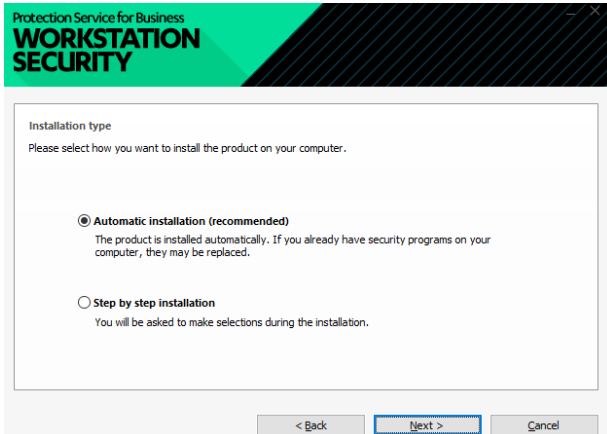 Protection Service for Business
WORKSTATION
SECURITY
Installation type
Please select how you want to install the product on your computer.
Automatic installation (recommended)
The product is installed automatically. If you already have security programs on your
computer, they may be replaced.
Step by step installation
You will be asked to make selections during the installation.
< Back
Next >
Cancel